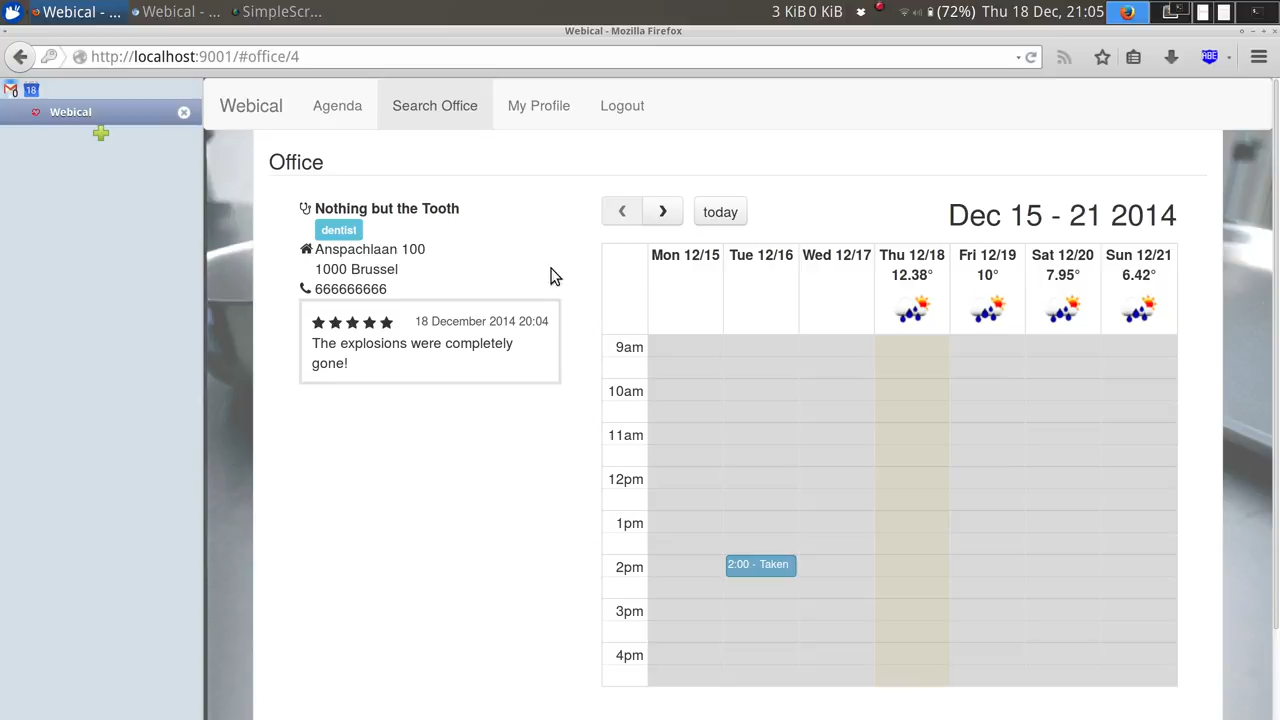 Webical - ...
Webical - ...
SimpleScr...
3 KiB0 KiB
(72%)
Thu 18 Dec, 21:05
Webical - Mozilla Firefox
http://localhost:9001/#office/4
ABE
18
Webical
Webical
Agenda
Search Office
My Profile
Logout
Office
Nothing but the Tooth
dentist
Anspachlaan 100
1000 Brussel
666666666
18 December 2014 20:04
The explosions were completely
gone!
today
Dec 15 - 21 2014
Mon 12/15
Tue 12/16
Wed 12/17
Thu 12/18
Fri 12/19
Sat 12/20
Sun 12/21
12.38°
10°
7.95°
6.42°
9am
10am
11am
12pm
1pm
2pm
2:00 - Taken
3pm
4pm